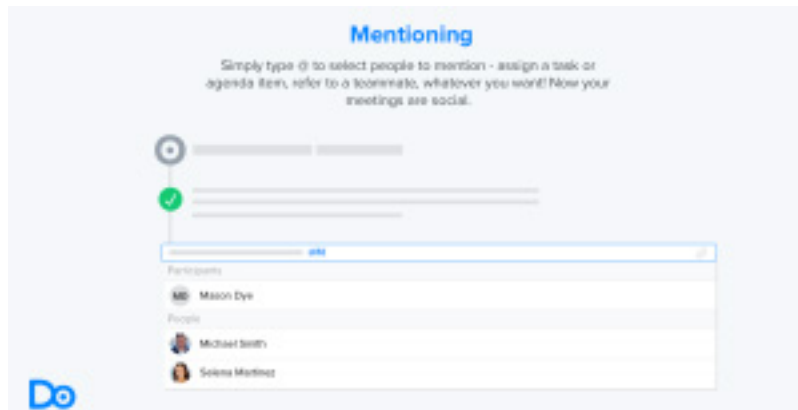 Mentioning
Simply type @ to select people to mention - assign a task or
agenda item, refer to a teammate, whatever you want! Now your
meetings are social.
Participants
MD Mason Dye
People
Michael Smith
Selena Martinez
Do